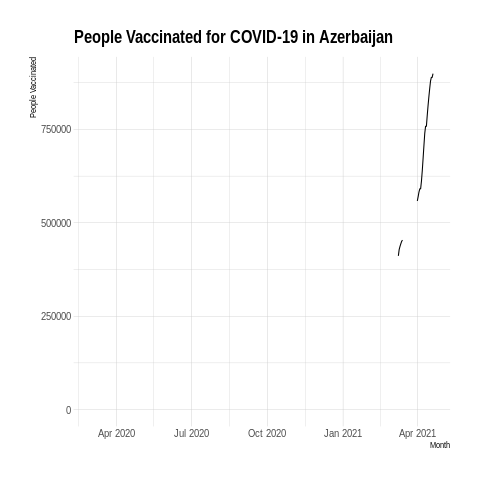 People Vaccinated for COVID-19 in Azerbaijan
People Vaccinated
750000
500000
250000
0
Apr 2020 Jul 2020 Oct 2020 Jan 2021 Apr 2021
Month